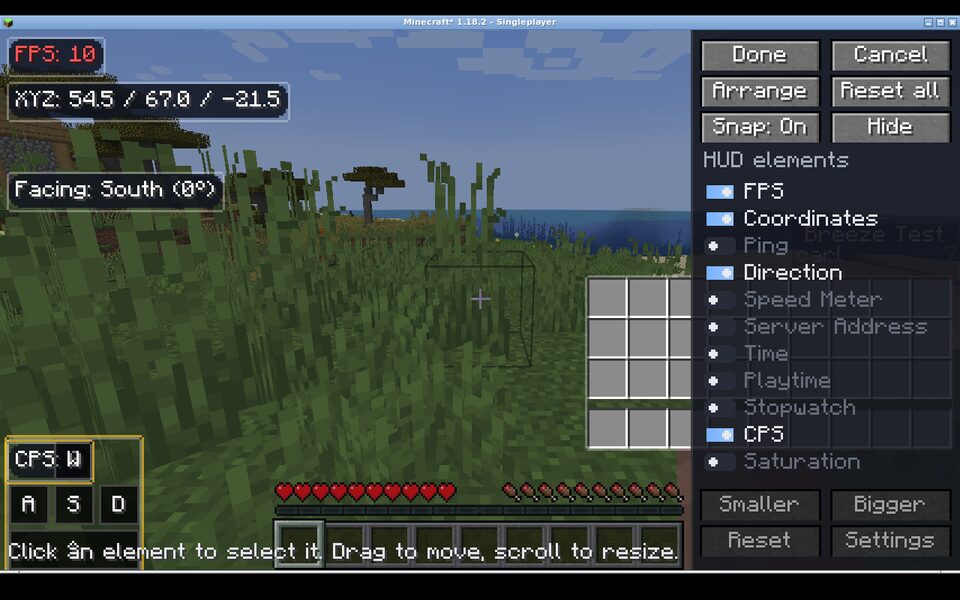 Minecraft* 1.18.2 - Singleplayer
FPS: 10
XYZ: 54.5 / 67.0 / -21.5
Facing: South (0°)
Done
Cancel
Arrange
Reset all
Snap: On
Hide
HUD elements
FPS
Coordinates
Ping
Direction
Speed Meter
Server Address
Time
Playtime
Stopwatch
CPS
Saturation
Smaller
Bigger
Reset
Settings
Breeze Test
CPS:
W
A S D
Click an element to select it. Drag to move, scroll to resize.